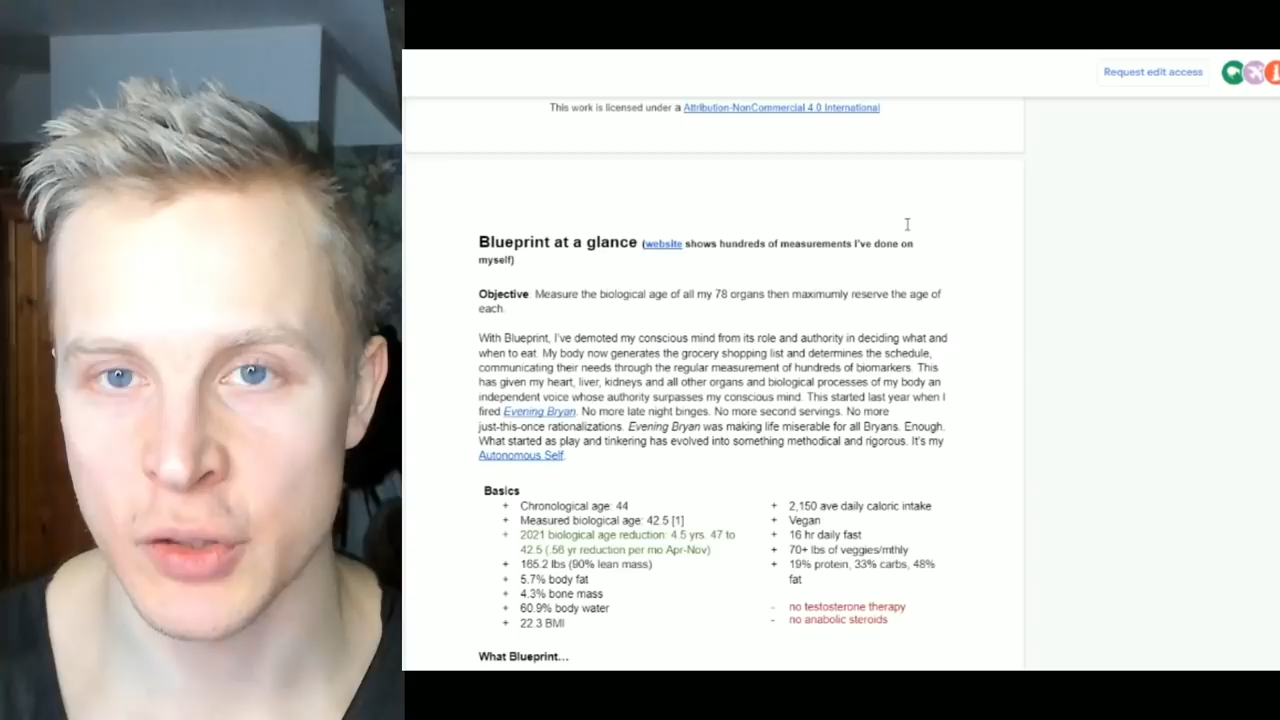 Request edit access
This work is licensed under a Attribution-NonCommercial 4.0 International
Blueprint at a glance (website shows hundreds of measurements I've done on
myself)
Objective Measure the biological age of all my 78 organs then maximumly reserve the age of
each.
With Blueprint, I've demoted my conscious mind from its role and authority in deciding what and
when to eat. My body now generates the grocery shopping list and determines the schedule,
communicating their needs through the regular measurement of hundreds of biomarkers. This
has given my heart, liver, kidneys and all other organs and biological processes of my body an
independent voice whose authority surpasses my conscious mind. This started last year when I
fired Evening Bryan. No more late night binges. No more second servings. No more
just-this-once rationalizations. Evening Bryan was making life miserable for all Bryans. Enough.
What started as play and tinkering has evolved into something methodical and rigorous. It's my
Autonomous Self.
Basics
+ Chronological age: 44
+ Measured biological age: 42.5 [1]
+ 2021 biological age reduction: 4.5 yrs. 47 to
42.5 (.56 yr reduction per mo Apr-Nov)
+ 165.2 lbs (90% lean mass)
+ 5.7% body fat
+ 4.3% bone mass
+ 60.9% body water
+ 22.3 BMI
+ 2,150 ave daily caloric intake
+ Vegan
+ 16 hr daily fast
+ 70+ lbs of veggies/mthly
+ 19% protein, 33% carbs, 48%
fat
- no testosterone therapy
- no anabolic steroids
What Blueprint...